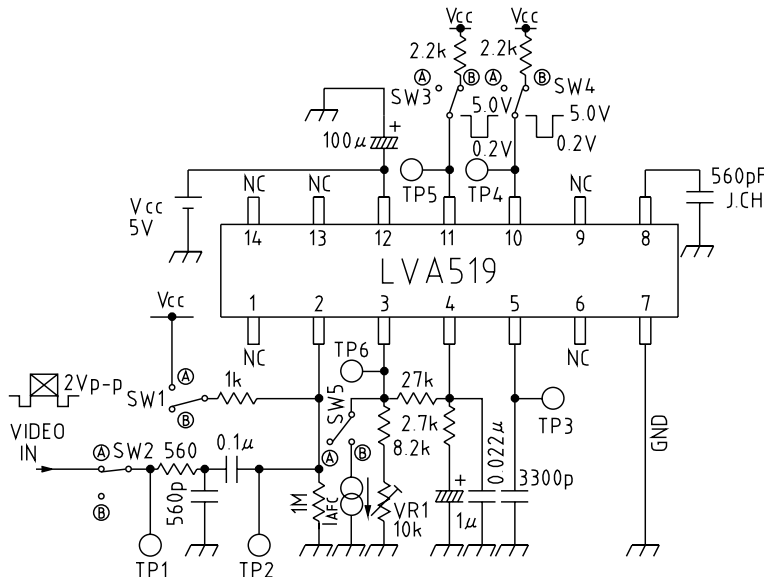 Vcc Vcc
2.2k 2.2k
A B A B
SW3 SW4
5.0V 5.0V
0.2V 0.2V
100μ +
TP5 TP4
560pF
J.CH
Vcc
5V
NC NC NC
14 13 12 11 10 9 8
LVA519
1 2 3 4 5 6 7
NC NC
Vcc
TP6
2Vp-p
SW1 A B
1k
SW5
27k
2.7k
8.2k
0.022μ
TP3
GND
VIDEO
IN
A SW2 560 0.1μ
B
560p
A B
1M
IAFC
VR1
10k
+
1μ
3300p
TP1 TP2